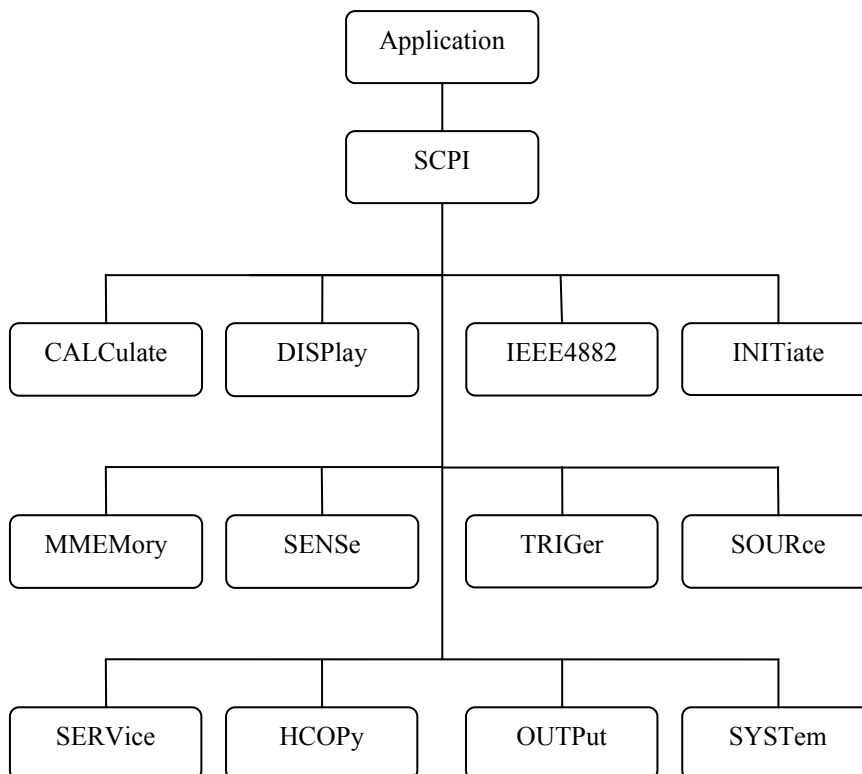 Application
SCPI
CALCulate
DISPlay
IEEE4882
INITiate
MMEMory
SENSe
TRIGer
SOURce
SERVice
HCOPy
OUTPut
SYSTem